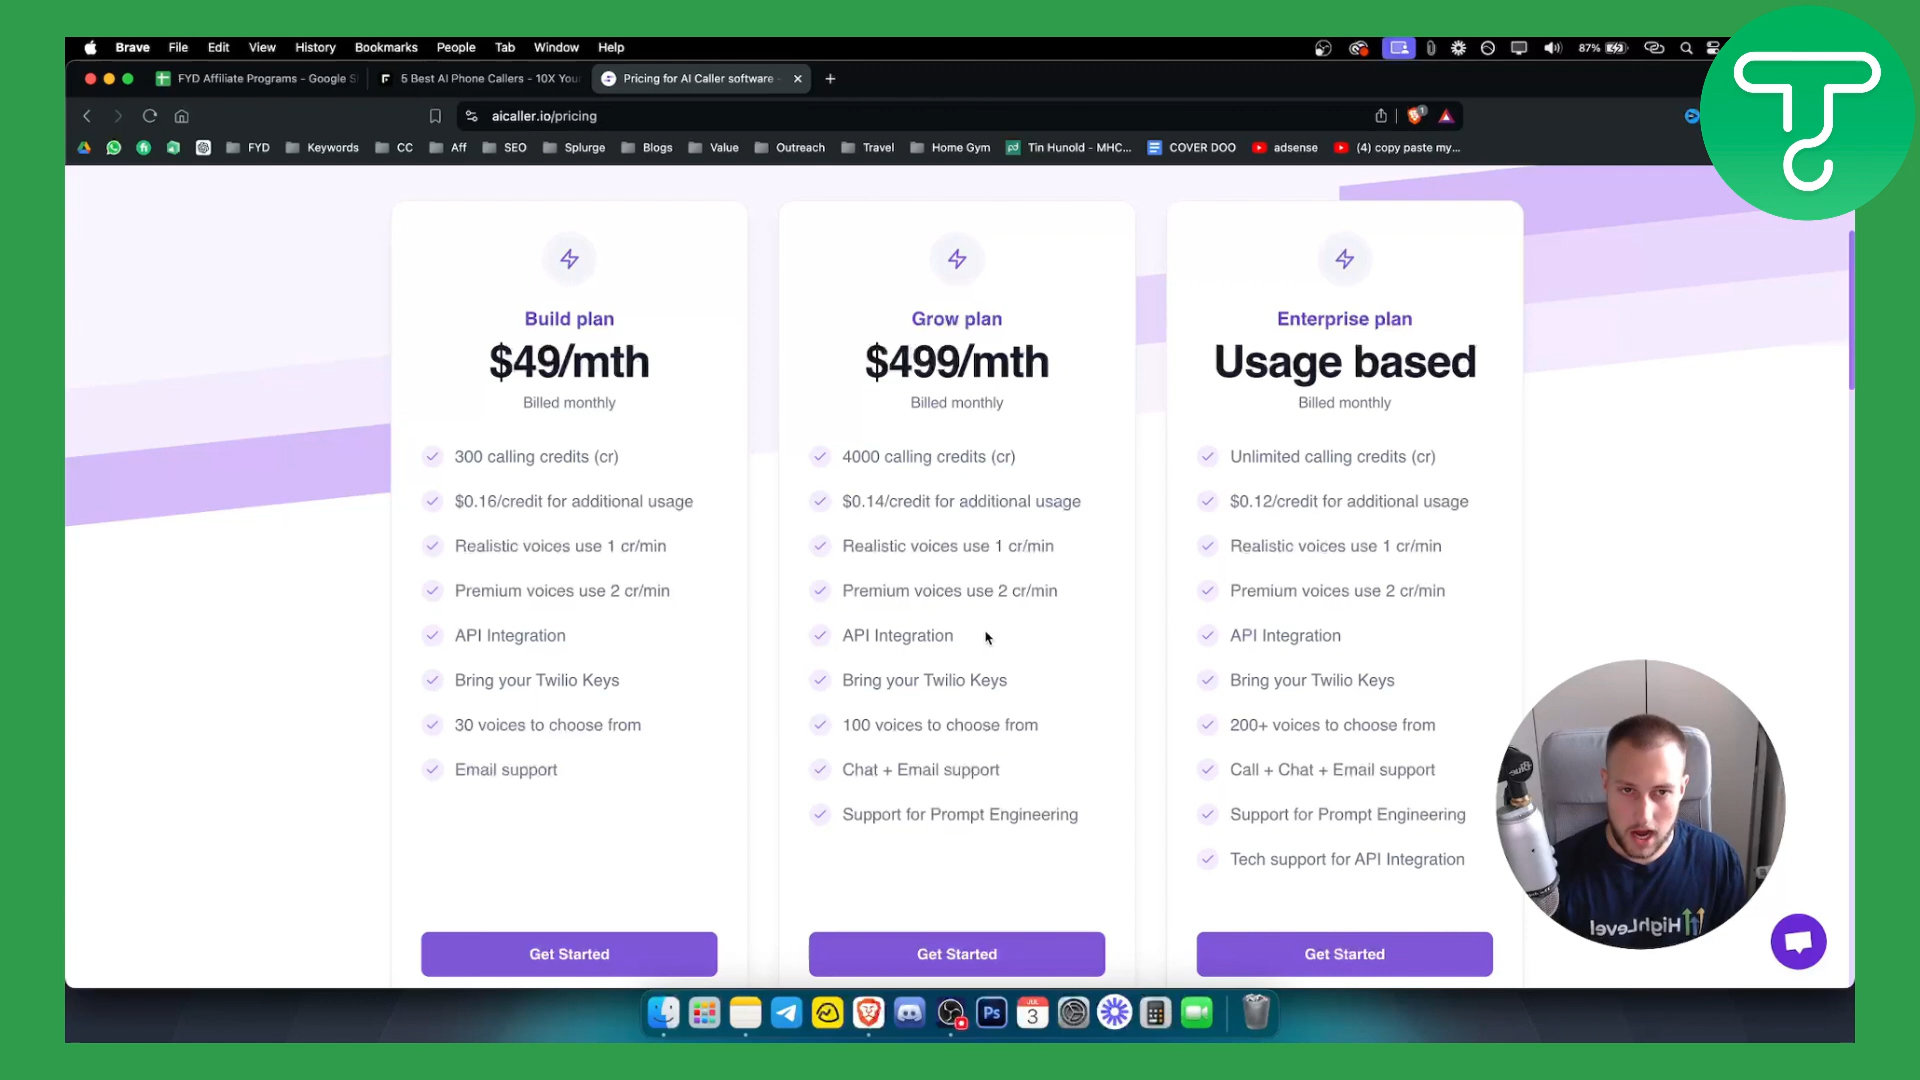 Brave File Edit View History Bookmarks People Tab Window Help 87%
FYD Affiliate Programs - Google S 5 Best AI Phone Callers - 10X You Pricing for AI Caller software -
aicaller.io/pricing
FYD Keywords CC Aff SEO Splurge Blogs Value Outreach Travel Home Gym Tin Hunold - MHC... COVER DOO adsense (4) copy paste my...
Build plan
$49/mth
Billed monthly
300 calling credits (cr)
$0.16/credit for additional usage
Realistic voices use 1 cr/min
Premium voices use 2 cr/min
API Integration
Bring your Twilio Keys
30 voices to choose from
Email support
Get Started
Grow plan
$499/mth
Billed monthly
4000 calling credits (cr)
$0.14/credit for additional usage
Realistic voices use 1 cr/min
Premium voices use 2 cr/min
API Integration
Bring your Twilio Keys
100 voices to choose from
Chat + Email support
Support for Prompt Engineering
Get Started
Enterprise plan
Usage based
Billed monthly
Unlimited calling credits (cr)
$0.12/credit for additional usage
Realistic voices use 1 cr/min
Premium voices use 2 cr/min
API Integration
Bring your Twilio Keys
200+ voices to choose from
Call + Chat + Email support
Support for Prompt Engineering
Tech support for API Integration
Get Started
Blue
HighLevel
Ps
JUL
3